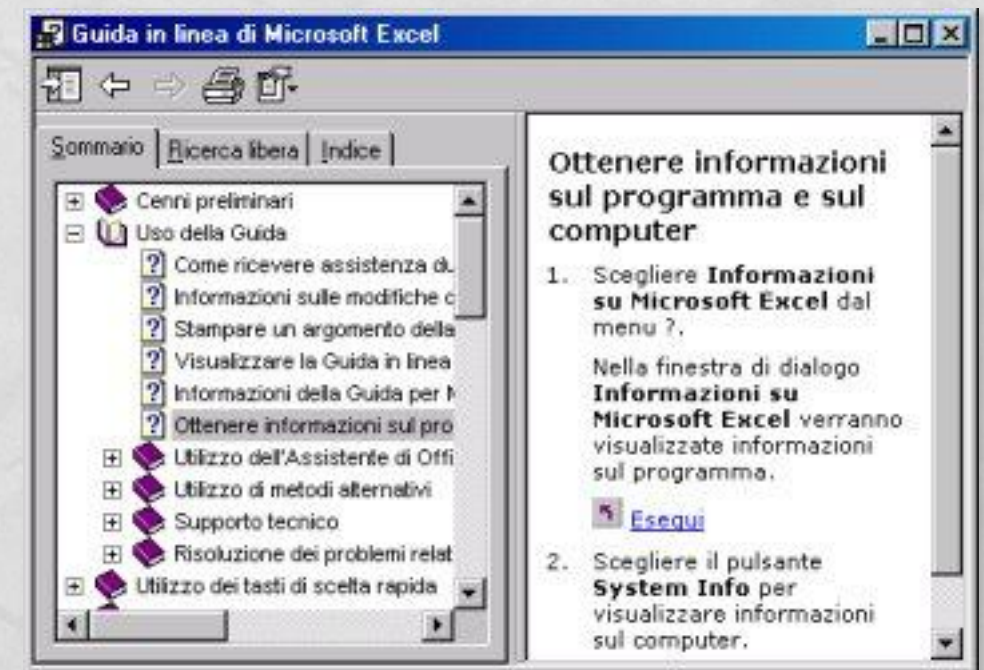 Guida in linea di Microsoft Excel
Sommario Ricerca libera Indice
Cenni preliminari
Uso della Guida
Come ricevere assistenza du
Informazioni sulle modifiche c
Stampare un argomento della
Visualizzare la Guida in linea
Informazioni della Guida per
Ottenere informazioni sul pro
Utilizzo dell'Assistente di Offi
Utilizzo di metodi alternativi
Supporto tecnico
Risoluzione dei problemi relat
Utilizzo dei tasti di scelta rapida
Ottenere informazioni
sul programma e sul
computer
1. Scegliere Informazioni
su Microsoft Excel dal
menu ?.
Nella finestra di dialogo
Informazioni su
Microsoft Excel verranno
visualizzate informazioni
sul programma.
Esegui
2. Scegliere il pulsante
System Info per
visualizzare informazioni
sul computer.